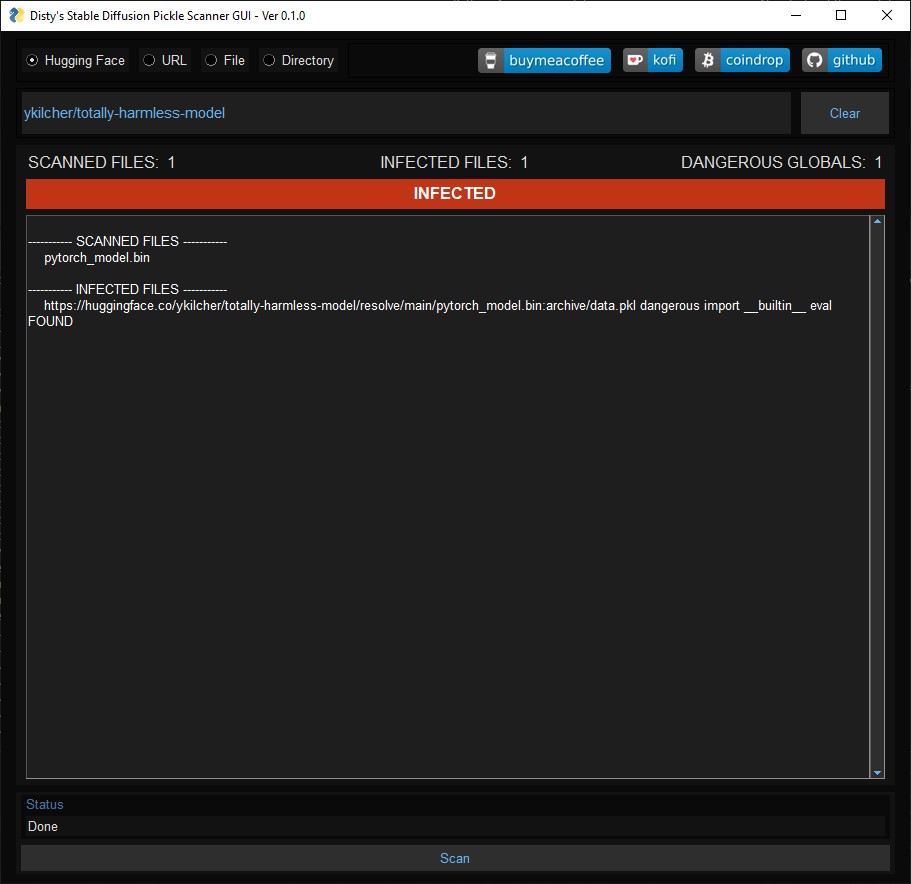 Disty's Stable Diffusion Pickle Scanner GUI - Ver 0.1.0
Hugging Face URL File Directory buymeacoffee kofi coindrop github
ykilcher/totally-harmless-model Clear
SCANNED FILES: 1 INFECTED FILES: 1 DANGEROUS GLOBALS: 1
INFECTED
----------- SCANNED FILES -----------
pytorch_model.bin
----------- INFECTED FILES -----------
https://huggingface.co/ykilcher/totally-harmless-model/resolve/main/pytorch_model.bin:archive/data.pkl dangerous import __builtin__ eval
FOUND
Status
Done
Scan